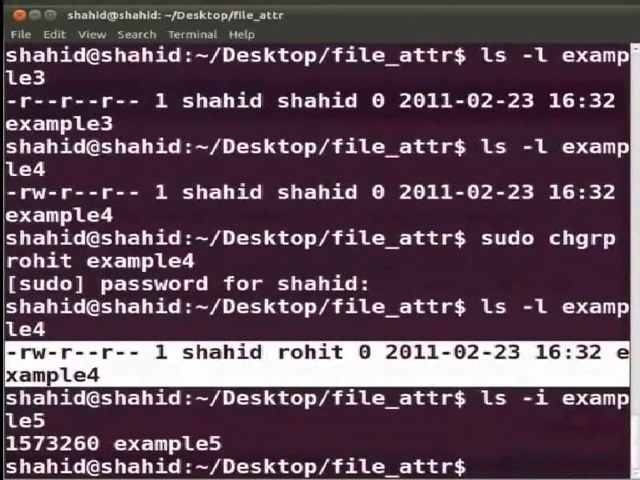 shahid@shahid: ~/Desktop/file_attr
File Edit View Search Terminal Help
shahid@shahid:~/Desktop/file_attr$ ls -l examp
le3
-r--r--r-- 1 shahid shahid 0 2011-02-23 16:32
example3
shahid@shahid:~/Desktop/file_attr$ ls -l examp
le4
-rw-r--r-- 1 shahid shahid 0 2011-02-23 16:32
example4
shahid@shahid:~/Desktop/file_attr$ sudo chgrp
rohit example4
[sudo] password for shahid:
shahid@shahid:~/Desktop/file_attr$ ls -l examp
le4
-rw-r--r-- 1 shahid rohit 0 2011-02-23 16:32 e
xample4
shahid@shahid:~/Desktop/file_attr$ ls -i examp
le5
1573260 example5
shahid@shahid:~/Desktop/file_attr$